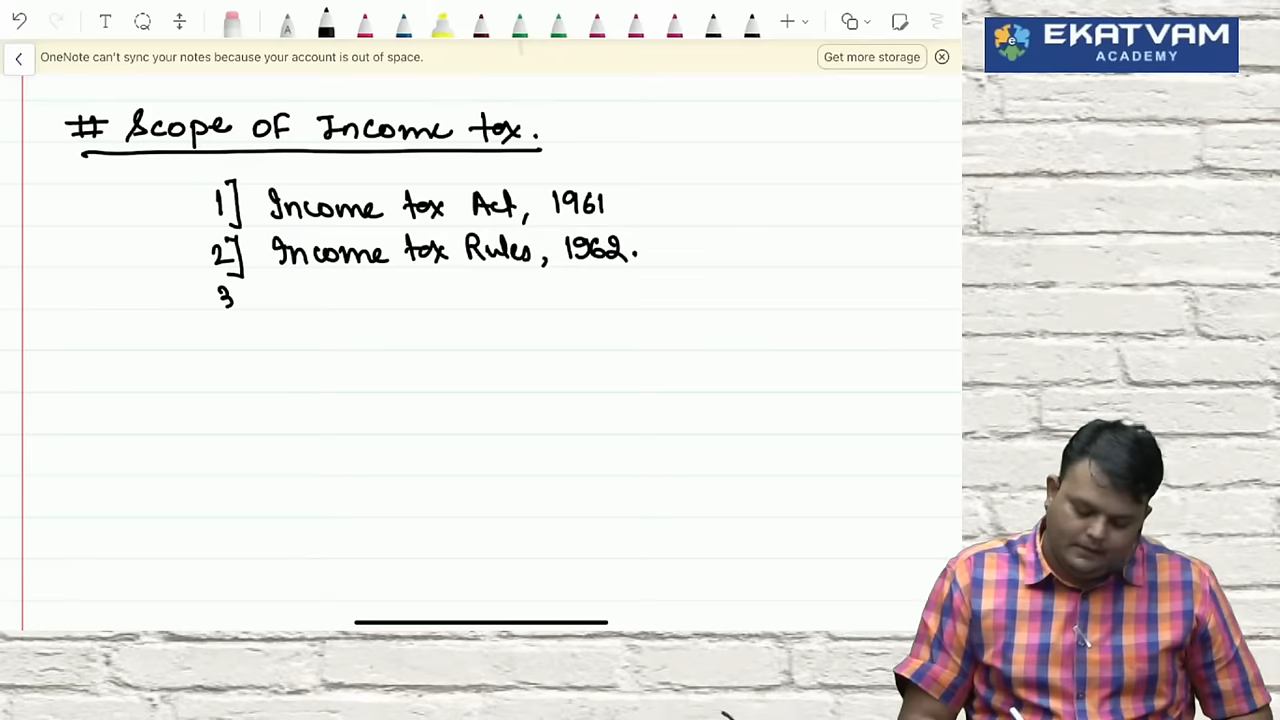 OneNote can't sync your notes because your account is out of space.
Get more storage
EKATVAM
ACADEMY
# Scope of Income tax.
1] Income tax Act, 1961
2] Income tax Rules, 1962.
3